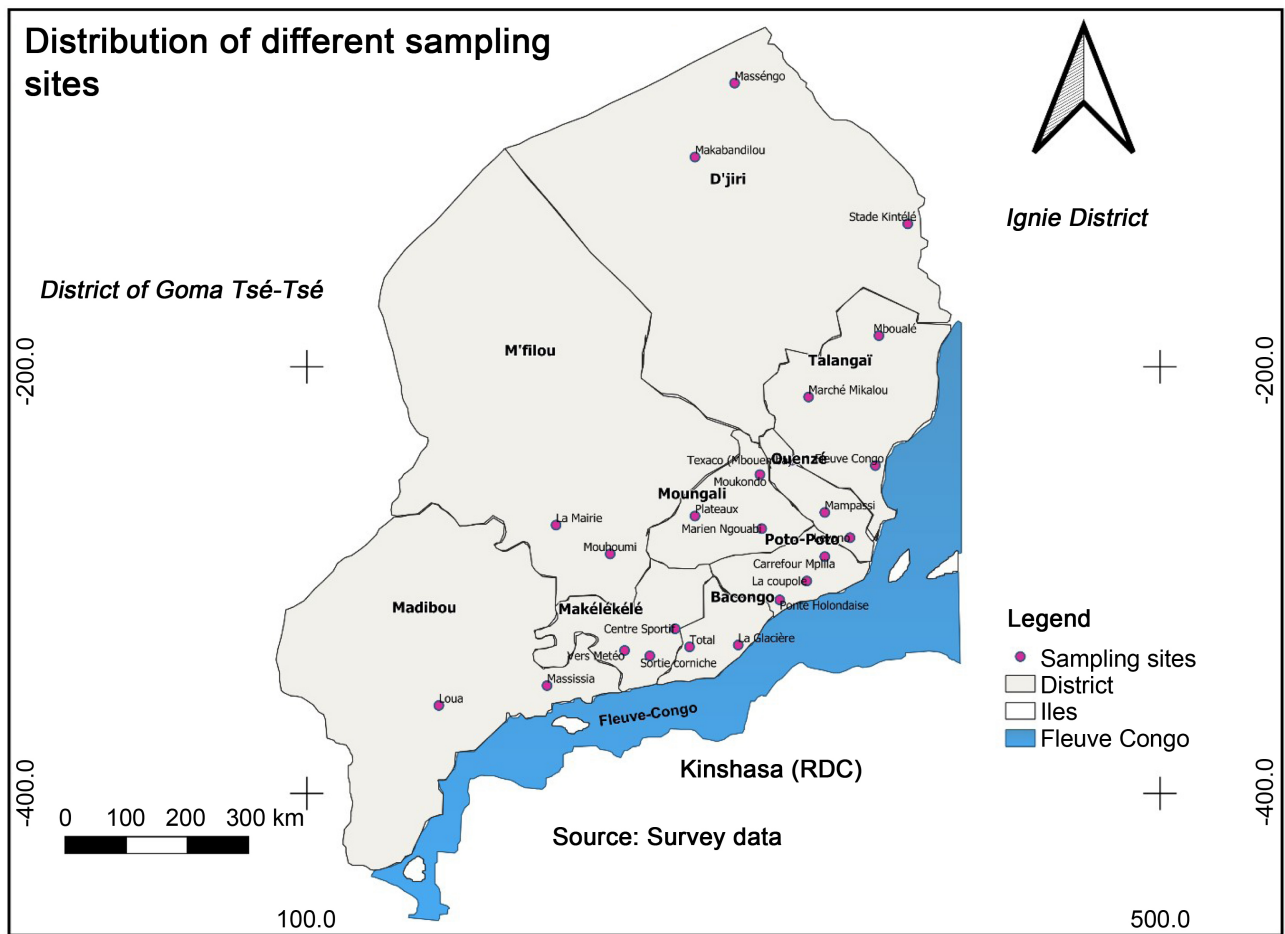 Distribution of different sampling
sites
Masséngo
Makabandilou
D'jiri
Stade Kintélé
Ignie District
District of Goma Tsé-Tsé
Mboualé
M'filou
Talangaï
-200.0
-200.0
Marché Mikalou
Texaco
Ouenzé
Fleuve Congo
Moukondo
Moungali
Plateaux
Mampassi
La Mairie
Marien Ngouabi
Poto-Poto
Mouhoumi
Carrefour Mpila
La coupole
Madibou
Makélékélé
Bacongo
Ponte Holondaise
Centre Sportif
Total
La Glacière
Vers Metéo
Sortie corniche
Massissia
Loua
Fleuve-Congo
Legend
Sampling sites
District
Iles
Fleuve Congo
Kinshasa (RDC)
-400.0
-400.0
0 100 200 300 km
Source: Survey data
100.0
500.0